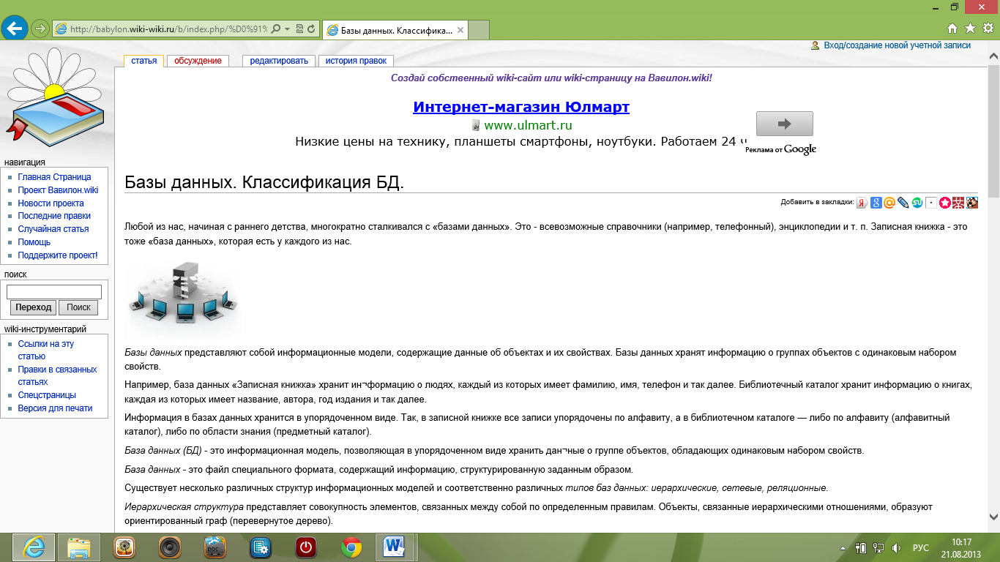 http://babylon.wiki-wiki.ru/b/index.php/%D0%91%
Базы данных. Классифика...
Вход/создание новой учетной записи
статья
обсуждение
редактировать
история правок
Создай собственный wiki-сайт или wiki-страницу на Вавилон.wiki!
Интернет-магазин Юлмарт
www.ulmart.ru
Низкие цены на технику, планшеты смартфоны, ноутбуки. Работаем 24 ч
Реклама от Google
навигация
Главная Страница
Проект Вавилон.wiki
Новости проекта
Последние правки
Случайная статья
Помощь
Поддержите проект!
поиск
Переход
Поиск
wiki-инструментарий
Ссылки на эту
статью
Правки в связанных
статьях
Спецстраницы
Версия для печати
Базы данных. Классификация БД.
Добавить в закладки:
Любой из нас, начиная с раннего детства, многократно сталкивался с «базами данных». Это - всевозможные справочники (например, телефонный), энциклопедии и т. п. Записная книжка - это
тоже «база данных», которая есть у каждого из нас.
Базы данных представляют собой информационные модели, содержащие данные об объектах и их свойствах. Базы данных хранят информацию о группах объектов с одинаковым набором
свойств.
Например, база данных «Записная книжка» хранит ин¬формацию о людях, каждый из которых имеет фамилию, имя, телефон и так далее. Библиотечный каталог хранит информацию о книгах,
каждая из которых имеет название, автора, год издания и так далее.
Информация в базах данных хранится в упорядоченном виде. Так, в записной книжке все записи упорядочены по алфавиту, а в библиотечном каталоге — либо по алфавиту (алфавитный
каталог), либо по области знания (предметный каталог).
База данных (БД) - это информационная модель, позволяющая в упорядоченном виде хранить дан¬ные о группе объектов, обладающих одинаковым набором свойств.
База данных - это файл специального формата, содержащий информацию, структурированную заданным образом.
Существует несколько различных структур информационных моделей и соответственно различных типов баз данных: иерархические, сетевые, реляционные.
Иерархическая структура представляет совокупность элементов, связанных между собой по определенным правилам. Объекты, связанные иерархическими отношениями, образуют
ориентированный граф (перевернутое дерево).
DOC
РУС
10:17
21.08.2013